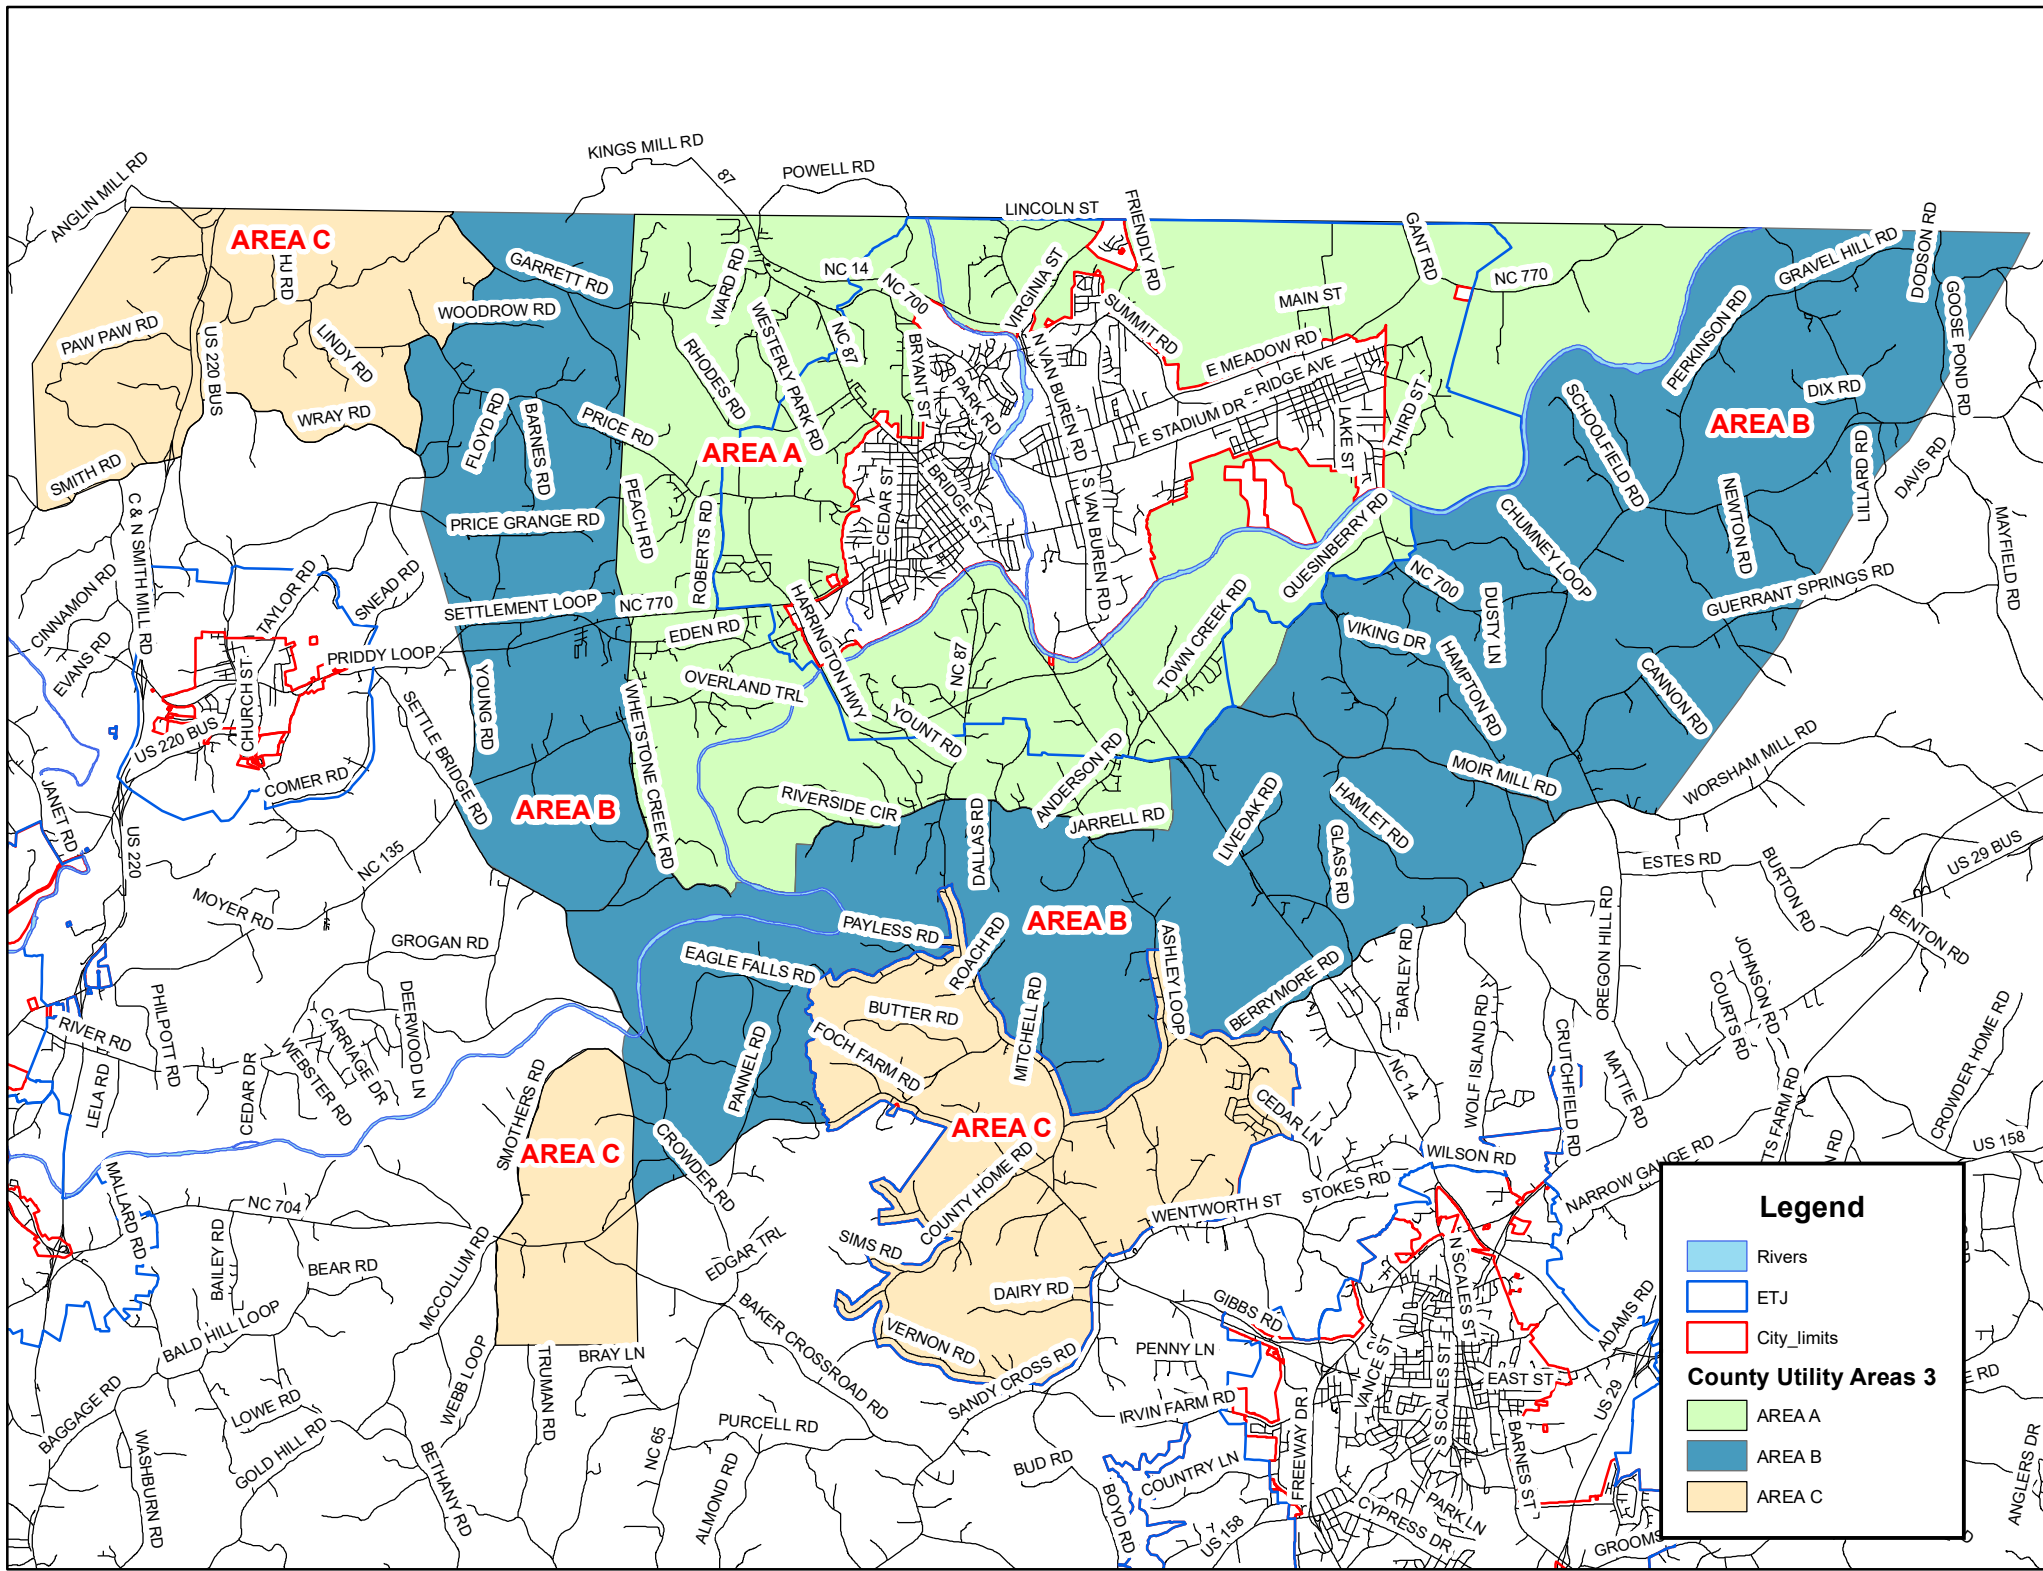 KINGS MILL RD
87
POWELL RD
ANGLIN MILL RD
LINCOLN ST
FRIENDLY RD
AREA C
HJ RD
GARRETT RD
WARD RD
NC 14
NC 700
VIRGINIA ST
GANT RD
NC 770
GRAVEL HILL RD
DODSON RD
GOOSE POND RD
WOODROW RD
MAIN ST
SUMMIT RD
PAW PAW RD
US 220 BUS
LINDY RD
WRAY RD
RHODES RD
WESTERLY PARK RD
NC 87
BRYANT ST
PARK RD
N VAN BUREN RD
E MEADOW RD
E STADIUM DR
RIDGE AVE
LAKE ST
THIRD ST
PERKINSON RD
DIX RD
SCHOOLFIELD RD
AREA B
LILLARD RD
DAVIS RD
FLOYD RD
BARNES RD
PRICE RD
AREA A
SMITH RD
C & N SMITH MILL RD
PRICE GRANGE RD
PEACH RD
ROBERTS RD
CEDAR ST
BRIDGE ST
S VAN BUREN RD
QUESINBERRY RD
CHUMNEY LOOP
NEWTON RD
MAYFIELD RD
CINNAMON RD
EVANS RD
TAYLOR RD
SNEAD RD
SETTLEMENT LOOP
NC 770
EDEN RD
HARRINGTON HWY
NC 87
TOWN CREEK RD
NC 700
DUSTY LN
VIKING DR
HAMPTON RD
GUERRANT SPRINGS RD
CANNON RD
PRIDDY LOOP
CHURCH ST
US 220 BUS
COMER RD
SETTLE BRIDGE RD
YOUNG RD
WHETSTONE CREEK RD
OVERLAND TRL
YOUNT RD
ANDERSON RD
MOIR MILL RD
WORSHAM MILL RD
JANET RD
US 220
AREA B
RIVERSIDE CIR
DALLAS RD
JARRELL RD
LIVEOAK RD
HAMLET RD
GLASS RD
ESTES RD
BURTON RD
US 29 BUS
NC 135
MOYER RD
GROGAN RD
PAYLESS RD
AREA B
ROACH RD
EAGLE FALLS RD
ASHLEY LOOP
BERRYMORE RD
BARLEY RD
OREGON HILL RD
BENTON RD
JOHNSON RD
COURTS RD
RIVER RD
PHILPOTT RD
LELA RD
CEDAR DR
WEBSTER RD
CARRIAGE DR
DEERWOOD LN
BUTTER RD
FOCH FARM RD
MITCHELL RD
PANNEL RD
NC 14
WOLF ISLAND RD
CRUTCHFIELD RD
MATTIE RD
CROWDER HOME RD
TS FARM RD
US 158
SMOTHERS RD
AREA C
CROWDER RD
AREA C
CEDAR LN
COUNTY HOME RD
WILSON RD
STOKES RD
NARROW GAUGE RD
N RD
MALLARD RD
NC 704
BAILEY RD
BEAR RD
MCCOLLUM RD
EDGAR TRL
SIMS RD
WENTWORTH ST
DAIRY RD
BALD HILL LOOP
BAKER CROSSROAD RD
VERNON RD
SANDY CROSS RD
GIBBS RD
PENNY LN
IRVIN FARM RD
VANCE ST
N SCALES ST
S SCALES ST
EAST ST
ADAMS RD
US 29
BARNES ST
BAGGAGE RD
WASHBURN RD
LOWE RD
GOLD HILL RD
WEBB LOOP
BETHANY RD
TRUMAN RD
BRAY LN
NC 65
PURCELL RD
ALMOND RD
BUD RD
BOYD RD
COUNTRY LN
US 158
FREEWAY DR
CYPRESS DR
PARK LN
GROOMS
E RD
ANGLERS DR
Legend
Rivers
ETJ
City_limits
County Utility Areas 3
AREA A
AREA B
AREA C